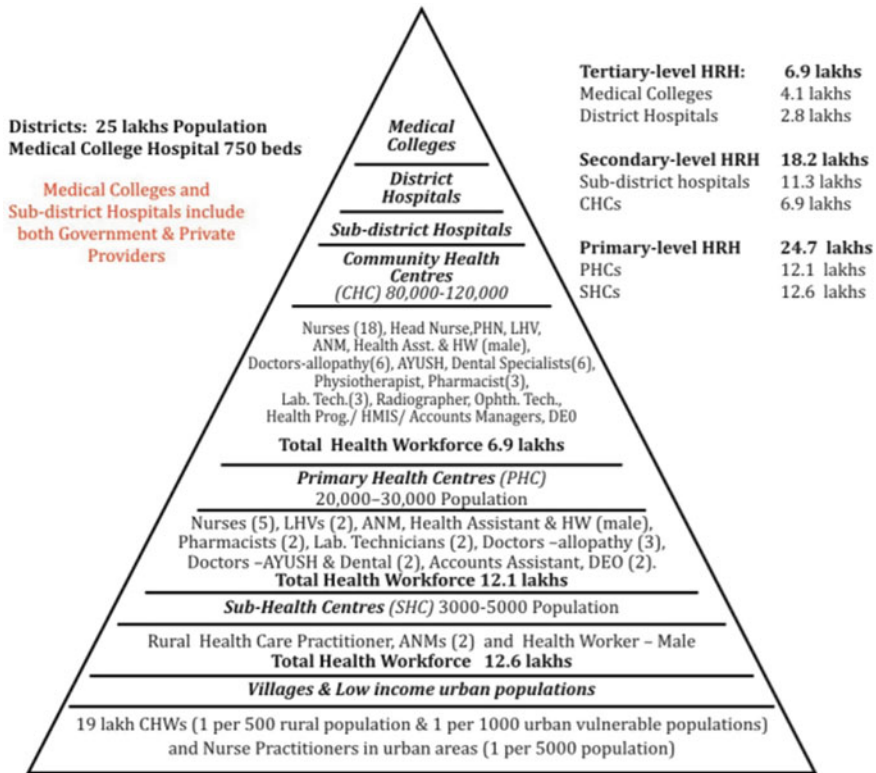 Districts: 25 lakhs Population
Medical College Hospital 750 beds
Medical Colleges and
Sub-district Hospitals include
both Government & Private
Providers
Tertiary-level HRH: 6.9 lakhs
Medical Colleges 4.1 lakhs
District Hospitals 2.8 lakhs
Secondary-level HRH 18.2 lakhs
Sub-district hospitals 11.3 lakhs
CHCs 6.9 lakhs
Primary-level HRH 24.7 lakhs
PHCs 12.1 lakhs
SHCs 12.6 lakhs
Medical
Colleges
District
Hospitals
Sub-district Hospitals
Community Health
Centres
(CHC) 80,000-120,000
Nurses (18), Head Nurse,PHN, LHV,
ANM, Health Asst. & HW (male),
Doctors-allopathy(6), AYUSH, Dental Specialists(6),
Physiotherapist, Pharmacist(3),
Lab. Tech.(3), Radiographer, Ophth. Tech.,
Health Prog./ HMIS/ Accounts Managers, DE0
Total Health Workforce 6.9 lakhs
Primary Health Centres (PHC)
20,000–30,000 Population
Nurses (5), LHVs (2), ANM, Health Assistant & HW (male),
Pharmacists (2), Lab. Technicians (2), Doctors –allopathy (3),
Doctors –AYUSH & Dental (2), Accounts Assistant, DEO (2).
Total Health Workforce 12.1 lakhs
Sub-Health Centres (SHC) 3000-5000 Population
Rural Health Care Practitioner, ANMs (2) and Health Worker – Male
Total Health Workforce 12.6 lakhs
Villages & Low income urban populations
19 lakh CHWs (1 per 500 rural population & 1 per 1000 urban vulnerable populations)
and Nurse Practitioners in urban areas (1 per 5000 population)